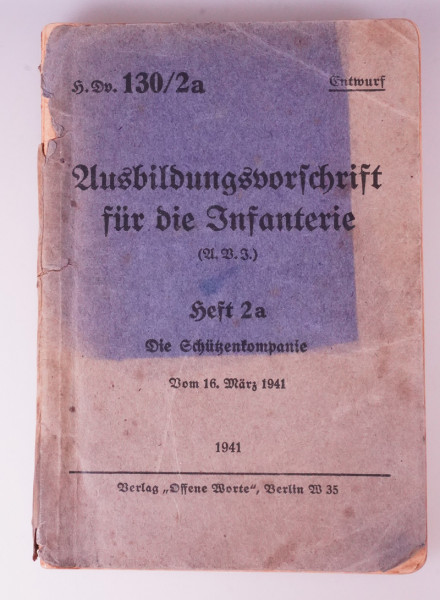 H. Dv. 130/2a
Entwurf
Ausbildungsvorschrift
für die Infanterie
(A. V. I.)
Heft 2a
Die Schützenkompanie
Vom 16. März 1941
1941
Verlag „Offene Worte“, Berlin W 35